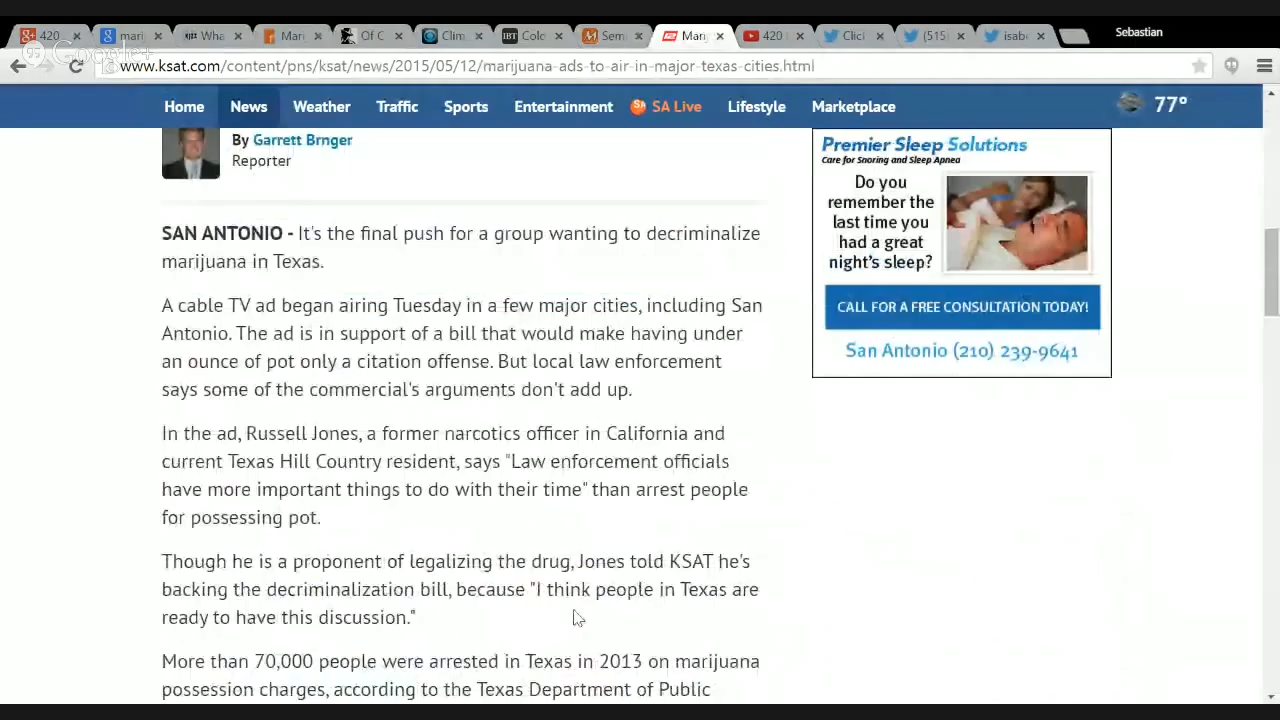 Sebastian
420
mari
Wha
Mari
Of C
Clim
IBT Colo
Sem
Mari
420 I
Clicl
(515
isabe
Google+
www.ksat.com/content/pns/ksat/news/2015/05/12/marijuana-ads-to-air-in-major-texas-cities.html
Home News Weather Traffic Sports Entertainment SA Live Lifestyle Marketplace 77°
By Garrett Brnger
Reporter
SAN ANTONIO - It's the final push for a group wanting to decriminalize
marijuana in Texas.
A cable TV ad began airing Tuesday in a few major cities, including San
Antonio. The ad is in support of a bill that would make having under
an ounce of pot only a citation offense. But local law enforcement
says some of the commercial's arguments don't add up.
In the ad, Russell Jones, a former narcotics officer in California and
current Texas Hill Country resident, says "Law enforcement officials
have more important things to do with their time" than arrest people
for possessing pot.
Though he is a proponent of legalizing the drug, Jones told KSAT he's
backing the decriminalization bill, because "I think people in Texas are
ready to have this discussion."
More than 70,000 people were arrested in Texas in 2013 on marijuana
possession charges, according to the Texas Department of Public
Premier Sleep Solutions
Care for Snoring and Sleep Apnea
Do you
remember the
last time you
had a great
night's sleep?
CALL FOR A FREE CONSULTATION TODAY!
San Antonio (210) 239-9641